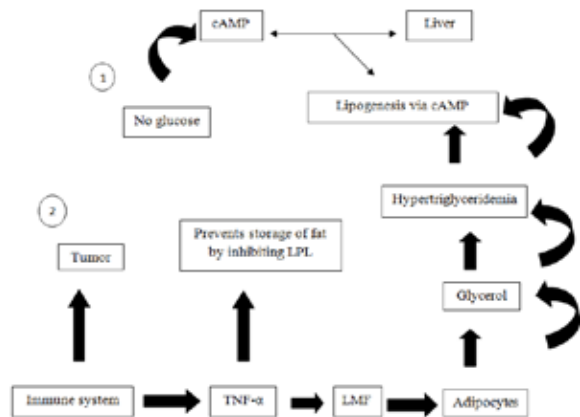 cAMP
Liver
1
No glucose
Lipogenesis via cAMP
2
Hypertriglyceridemia
Prevents storage of fat
by inhibiting LPL
Tumor
Glycerol
Immune system
TNF-α
LMF
Adipocytes